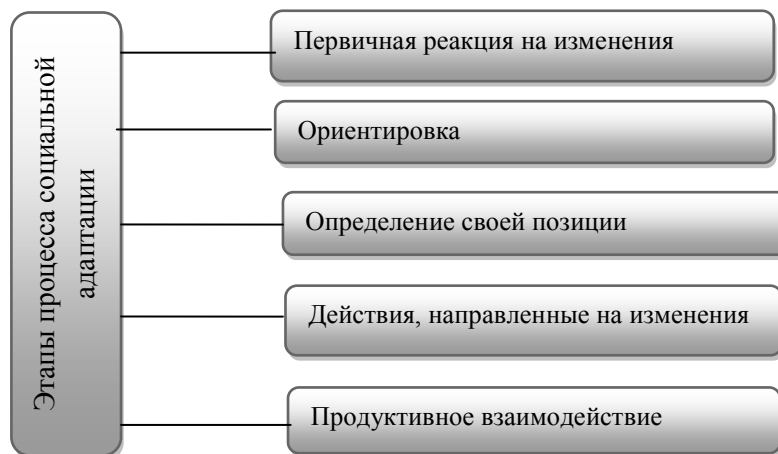 Этапы процесса социальной
адаптации
Первичная реакция на изменения
Ориентировка
Определение своей позиции
Действия, направленные на изменения
Продуктивное взаимодействие